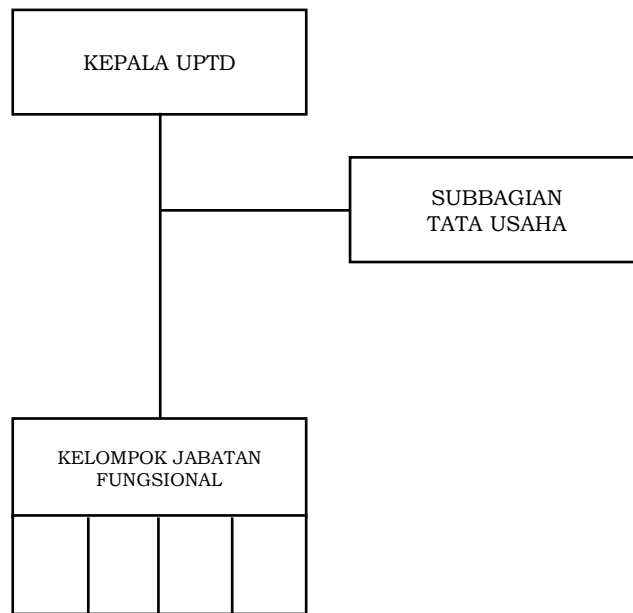 KEPALA UPTD
SUBBAGIAN
TATA USAHA
KELOMPOK JABATAN
FUNGSIONAL